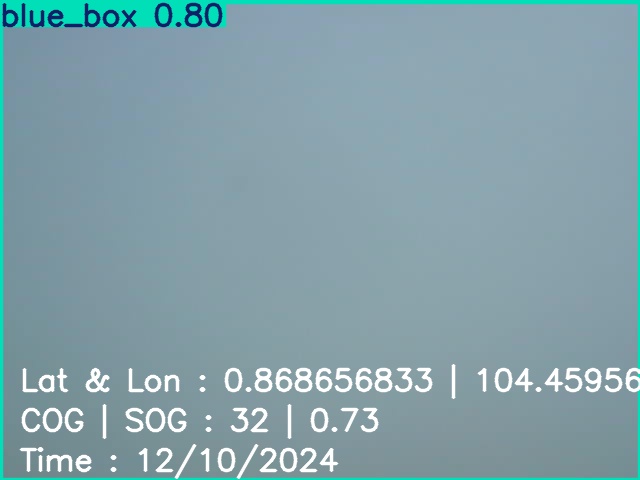 blue_box 0.80
Lat & Lon : 0.868656833 | 104.45956
COG | SOG : 32 | 0.73
Time : 12/10/2024